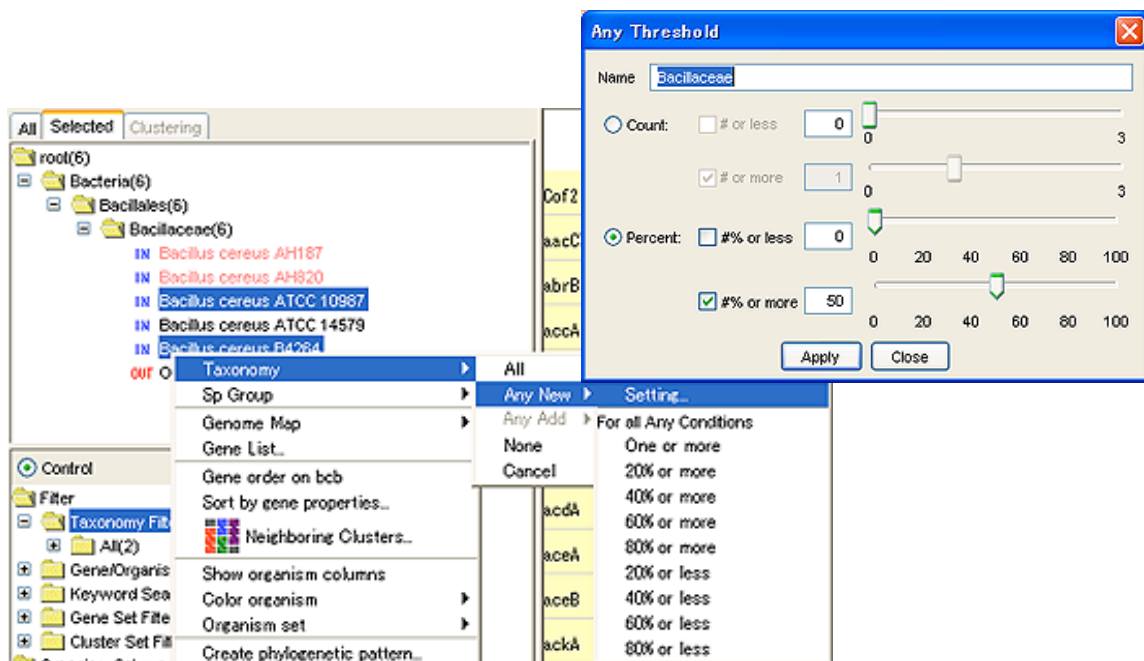 Any Threshold
Name Bacillaceae
Count: # or less 0
0 3
# or more 1
0 3
Percent: #% or less 0
0 20 40 60 80 100
#% or more 50
0 20 40 60 80 100
Apply Close
All Selected Clustering
root(6)
Bacteria(6)
Bacillales(6)
Bacillaceae(6)
IN Bacillus cereus AH187
IN Bacillus cereus AH820
IN Bacillus cereus ATCC 10987
IN Bacillus cereus ATCC 14579
IN Bacillus cereus B4264
OUT O
Control
Filter
Taxonomy Filt
All(2)
Gene/Organis
Keyword Sea
Gene Set Filte
Cluster Set Filt
Taxonomy
Sp Group
Genome Map
Gene List...
Gene order on bcb
Sort by gene properties...
Neighboring Clusters...
Show organism columns
Color organism
Organism set
Create phylogenetic pattern...
All
Any New
Any Add
None
Cancel
Setting...
For all Any Conditions
One or more
20% or more
40% or more
60% or more
80% or more
20% or less
40% or less
60% or less
80% or less
Cof2
aacC
abrB
accA
acdA
aceA
aceB
ackA